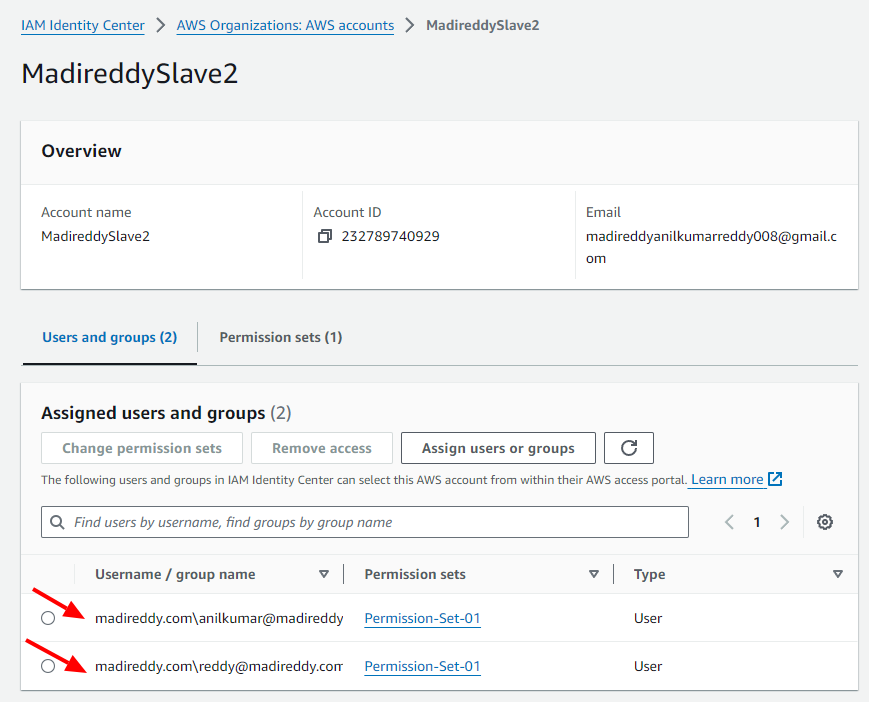 IAM Identity Center > AWS Organizations: AWS accounts > MadireddySlave2
MadireddySlave2
Overview
Account name
MadireddySlave2
Account ID
232789740929
Email
madireddyanilkumarreddy008@gmail.c
om
Users and groups (2)
Permission sets (1)
Assigned users and groups (2)
Change permission sets
Remove access
Assign users or groups
The following users and groups in IAM Identity Center can select this AWS account from within their AWS access portal. Learn more
Find users by username, find groups by group name
1
Username / group name
Permission sets
Type
madireddy.com\anilkumar@madireddy
Permission-Set-01
User
madireddy.com\reddy@madireddy.com
Permission-Set-01
User